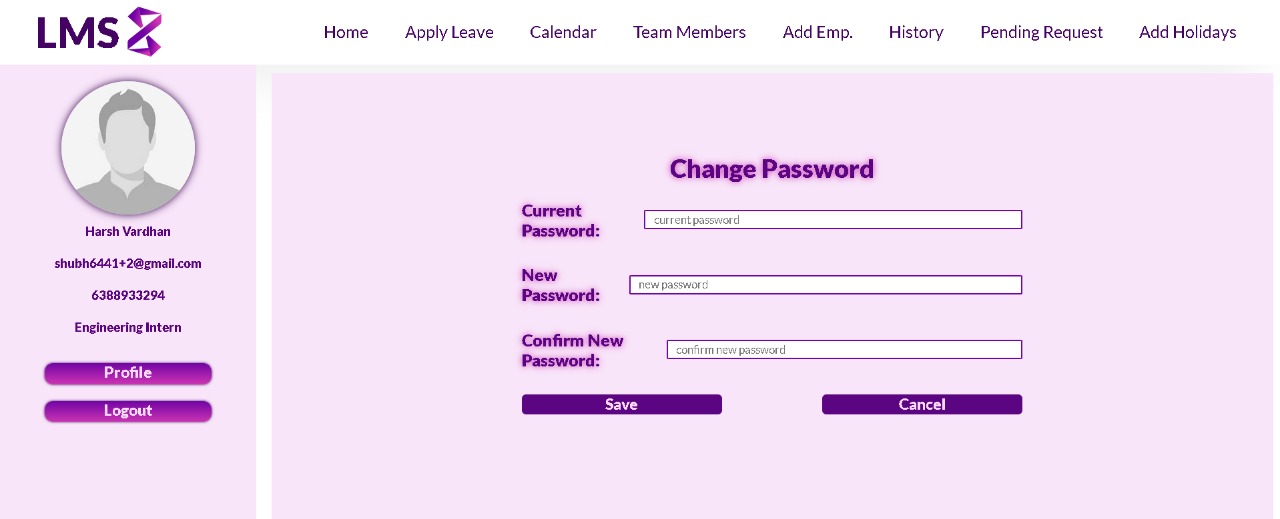 LMS
Home Apply Leave Calendar Team Members Add Emp. History Pending Request Add Holidays
Harsh Vardhan
shubh6441+2@gmail.com
6388933294
Engineering Intern
Profile
Logout
Change Password
Current
Password:
current password
New
Password:
new password
Confirm New
Password:
confirm new password
Save Cancel